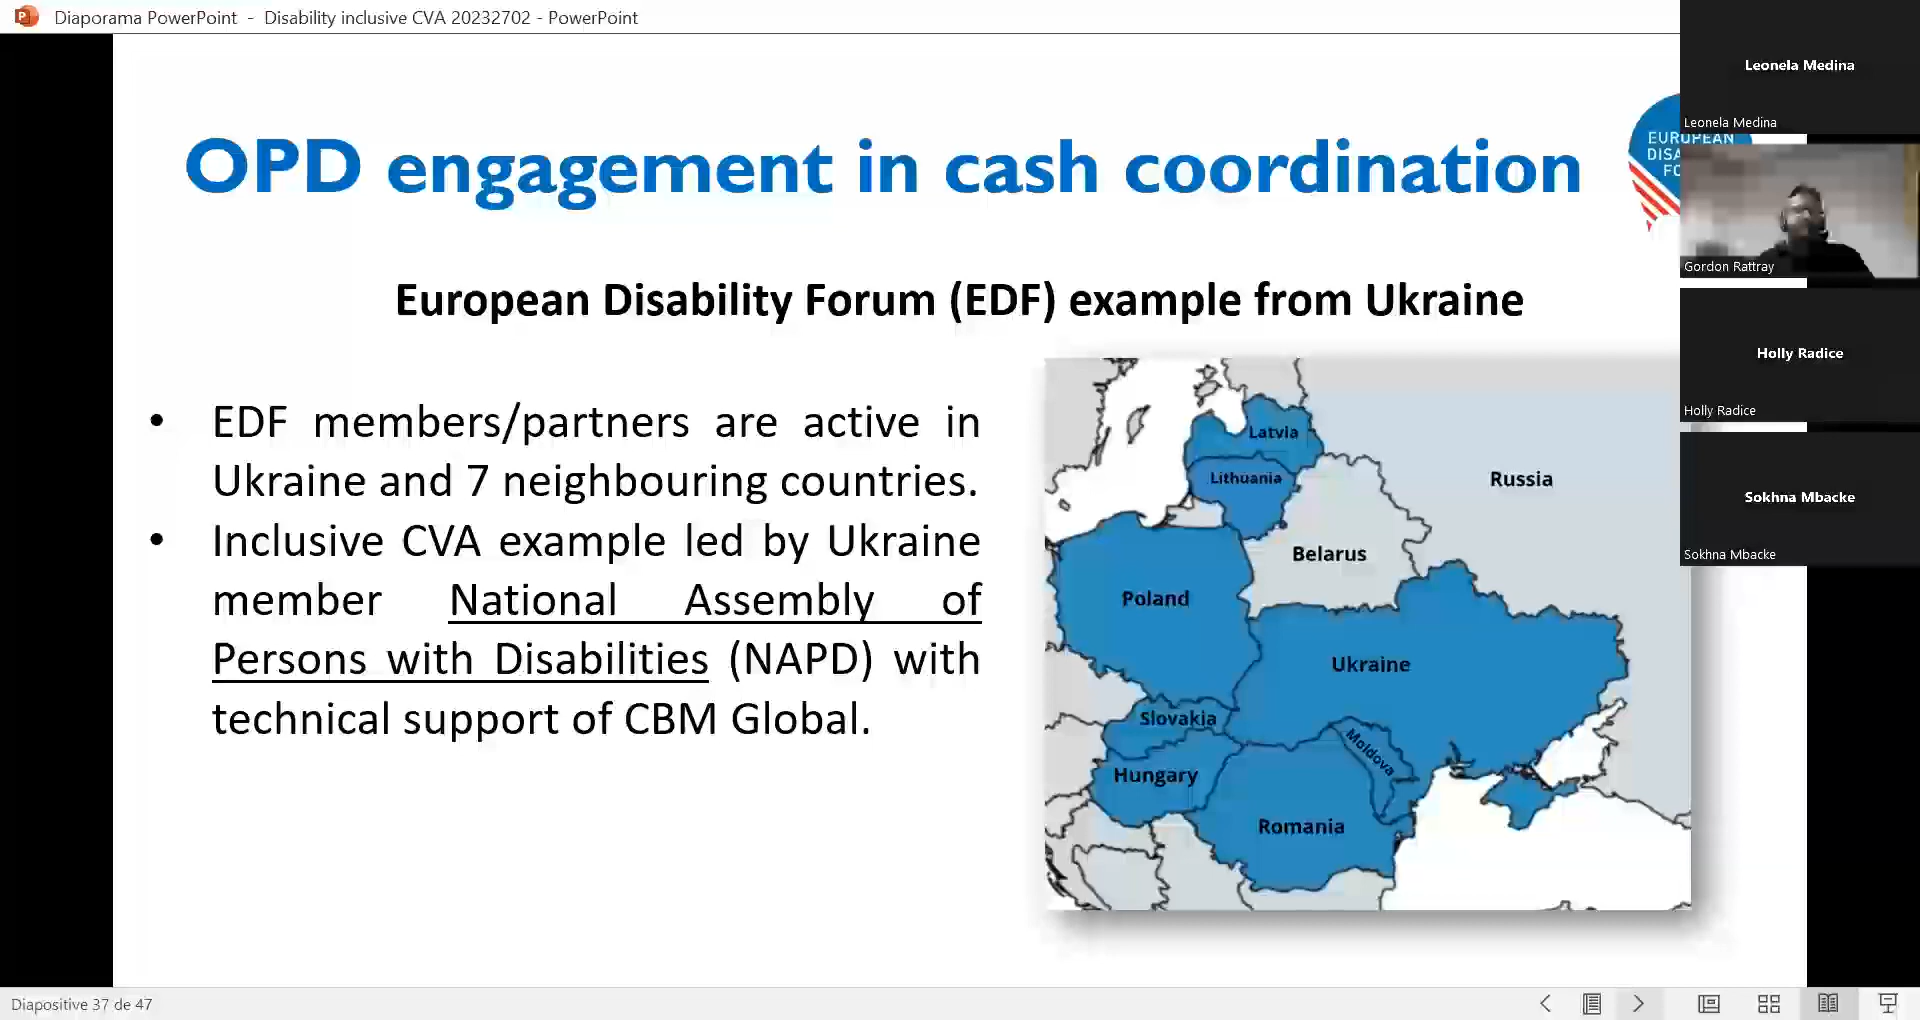 Diaporama PowerPoint - Disability inclusive CVA 20232702 - PowerPoint
OPD engagement in cash coordination
EUROPEAN
European Disability Forum (EDF) example from Ukraine
• EDF members/partners are active in
Ukraine and 7 neighbouring countries.
• Inclusive CVA example led by Ukraine
member National Assembly of
Persons with Disabilities (NAPD) with
technical support of CBM Global.
Latvia
Lithuania
Russia
Belarus
Poland
Ukraine
Slovakia
Moldova
Hungary
Romania
Leonela Medina
Leonela Medina
Gordon Rattray
Holly Radice
Holly Radice
Sokhna Mbacke
Sokhna Mbacke
Diapositive 37 de 47